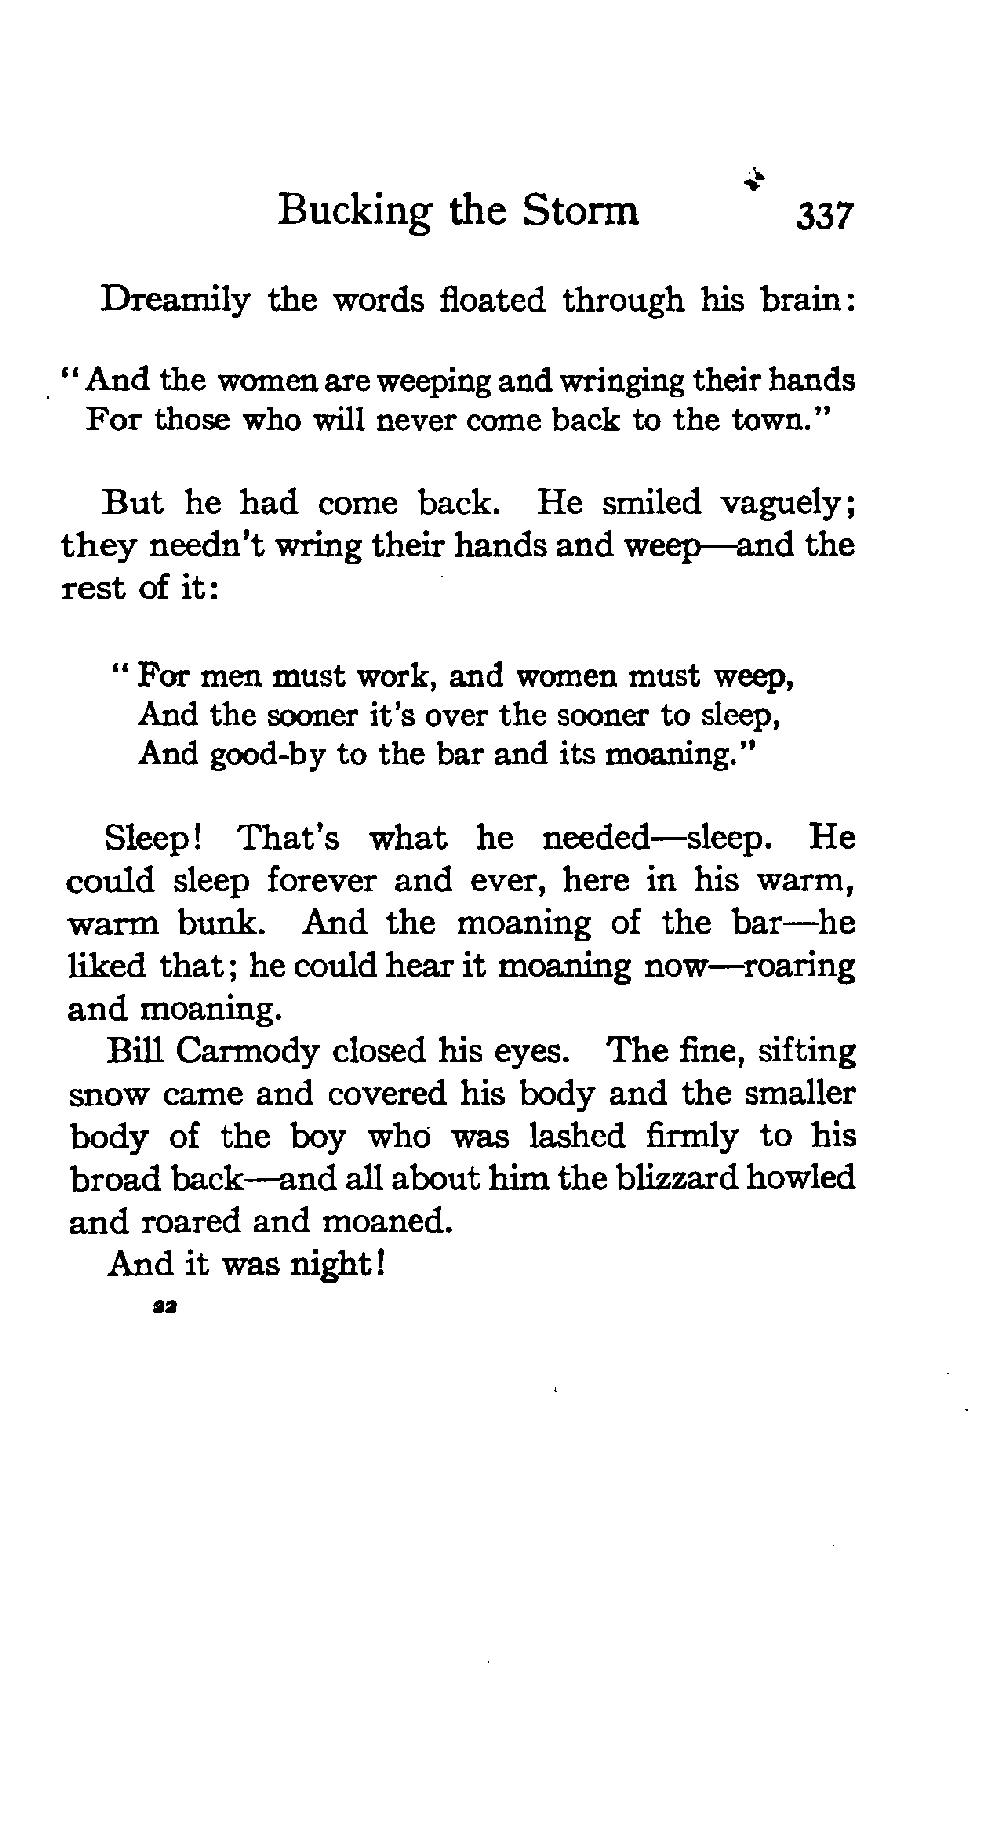 Bucking the Storm 337
Dreamily the words floated through his brain:
"And the women are weeping and wringing their hands
For those who will never come back to the town."
But he had come back. He smiled vaguely;
they needn't wring their hands and weep—and the
rest of it:
"For men must work, and women must weep,
And the sooner it's over the sooner to sleep,
And good-by to the bar and its moaning."
Sleep! That's what he needed—sleep. He
could sleep forever and ever, here in his warm,
warm bunk. And the moaning of the bar—he
liked that; he could hear it moaning now—roaring
and moaning.
Bill Carmody closed his eyes. The fine, sifting
snow came and covered his body and the smaller
body of the boy who was lashed firmly to his
broad back—and all about him the blizzard howled
and roared and moaned.
And it was night!
22